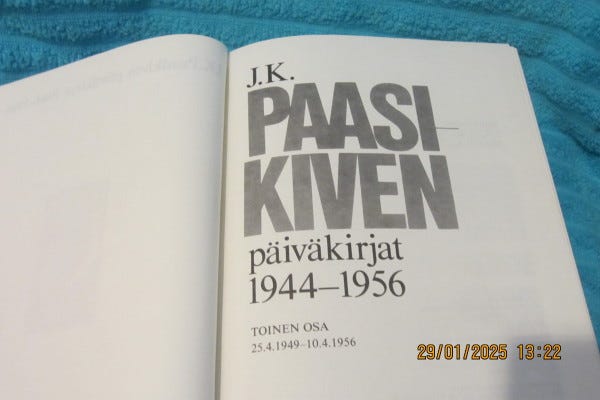 J.K.
PAASI-
KIVEN
päiväkirjat
1944–1956
TOINEN OSA
25.4.1949–10.4.1956
29/01/2025 13:22